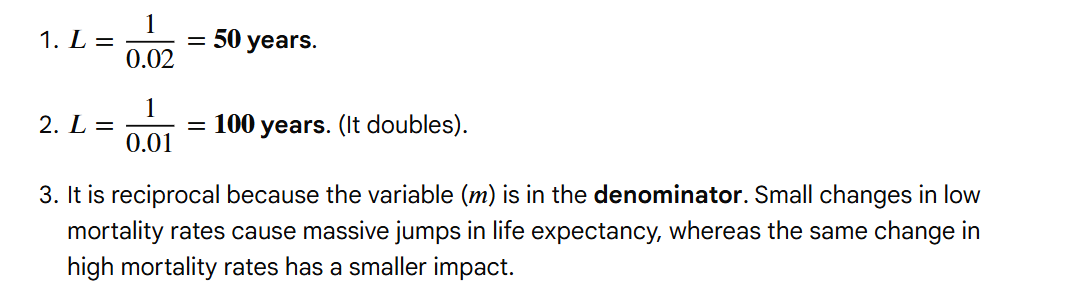 1. L = 1/0.02 = 50 years.
2. L = 1/0.01 = 100 years. (It doubles).
3. It is reciprocal because the variable (m) is in the denominator. Small changes in low
mortality rates cause massive jumps in life expectancy, whereas the same change in
high mortality rates has a smaller impact.